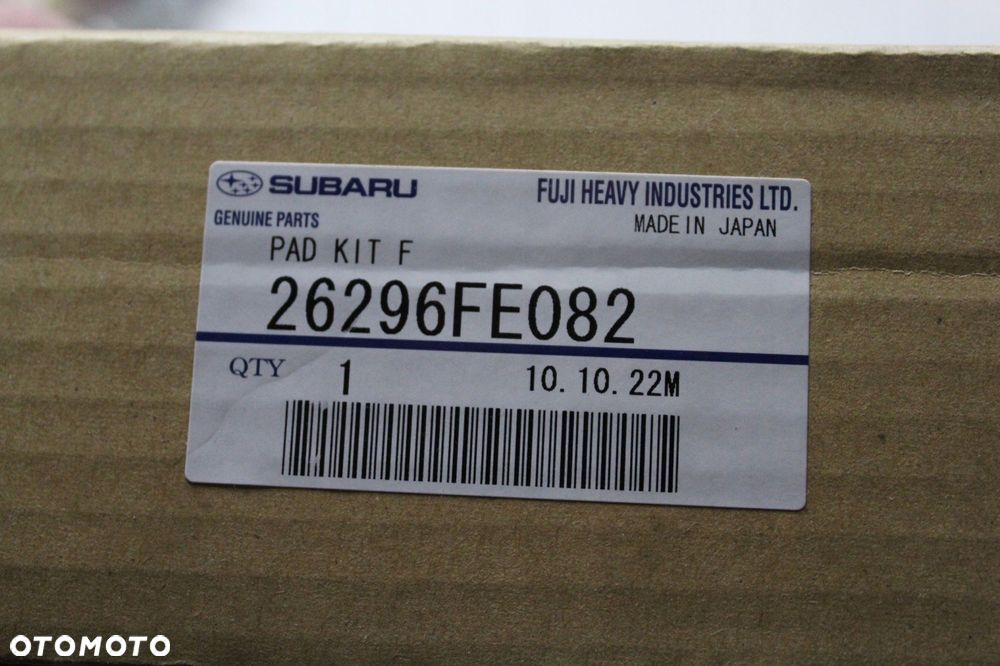 SUBARU
FUJI HEAVY INDUSTRIES LTD.
GENUINE PARTS
MADE IN JAPAN
PAD KIT F
26296FE082
QTY 1 10.10.22M
OTOMOTO